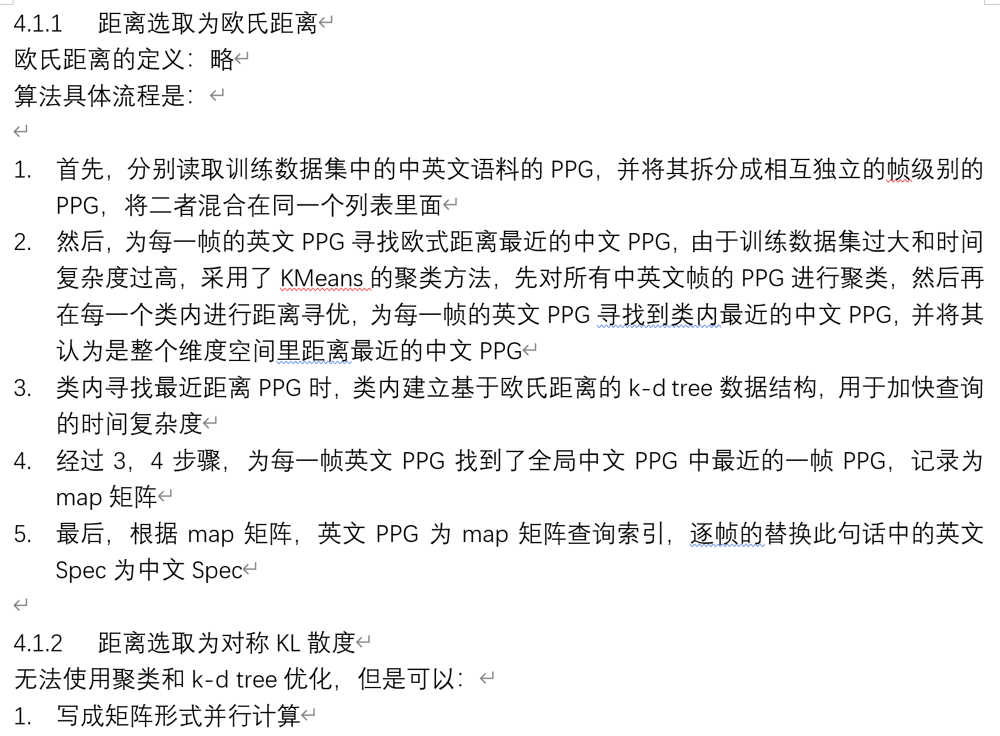 4.1.1 距离选取为欧氏距离
欧氏距离的定义：略
算法具体流程是：
1. 首先，分别读取训练数据集中的中英文语料的 PPG，并将其拆分成相互独立的帧级别的
PPG，将二者混合在同一个列表里面
2. 然后，为每一帧的英文 PPG 寻找欧式距离最近的中文 PPG，由于训练数据集过大和时间
复杂度过高，采用了 KMeans 的聚类方法，先对所有中英文帧的 PPG 进行聚类，然后再
在每一个类内进行距离寻优，为每一帧的英文 PPG 寻找到类内最近的中文 PPG，并将其
认为是整个维度空间里距离最近的中文 PPG
3. 类内寻找最近距离 PPG 时，类内建立基于欧氏距离的 k-d tree 数据结构，用于加快查询
的时间复杂度
4. 经过 3，4 步骤，为每一帧英文 PPG 找到了全局中文 PPG 中最近的一帧 PPG，记录为
map 矩阵
5. 最后，根据 map 矩阵，英文 PPG 为 map 矩阵查询索引，逐帧的替换此句话中的英文
Spec 为中文 Spec
4.1.2 距离选取为对称 KL 散度
无法使用聚类和 k-d tree 优化，但是可以：
1. 写成矩阵形式并行计算